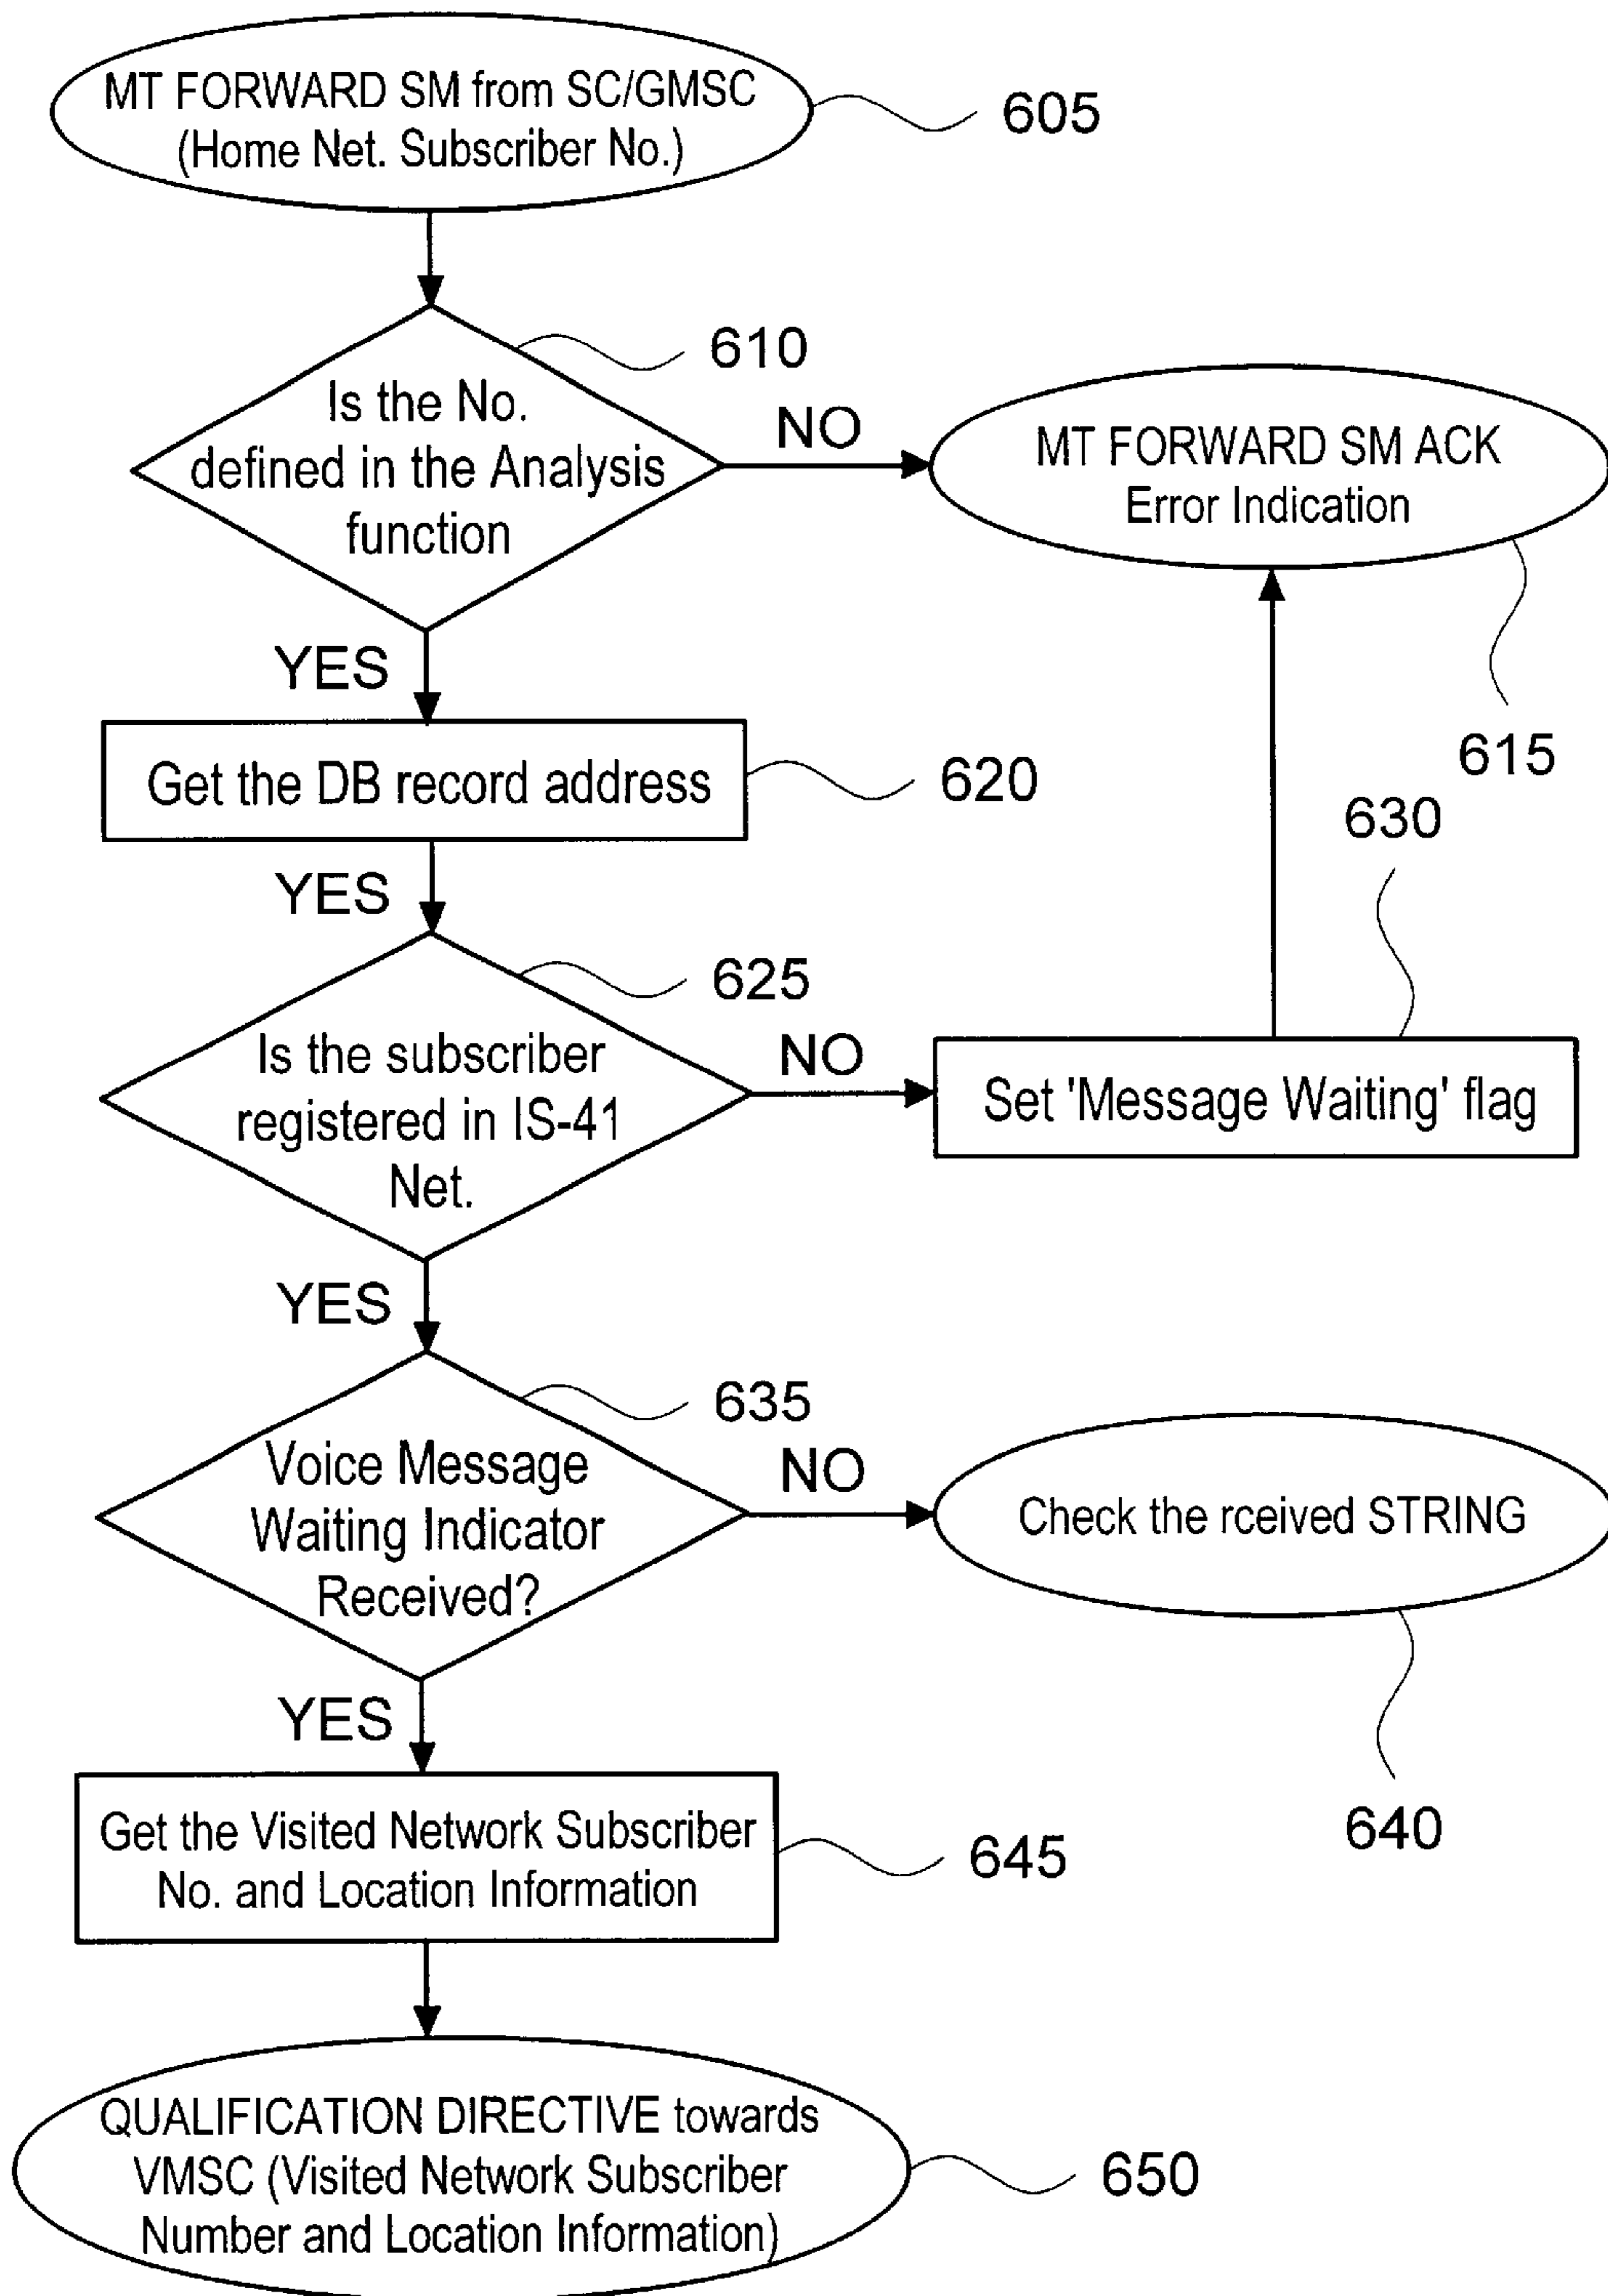 MT FORWARD SM from SC/GMSC
(Home Net. Subscriber No.)
605
610
Is the No.
defined in the Analysis
function
NO
MT FORWARD SM ACK
Error Indication
615
YES
Get the DB record address
620
YES
625
Is the subscriber
registered in IS-41
Net.
NO
630
Set 'Message Waiting' flag
YES
635
Voice Message
Waiting Indicator
Received?
NO
Check the rceived STRING
640
YES
Get the Visited Network Subscriber
No. and Location Information
645
QUALIFICATION DIRECTIVE towards
VMSC (Visited Network Subscriber
Number and Location Information)
650